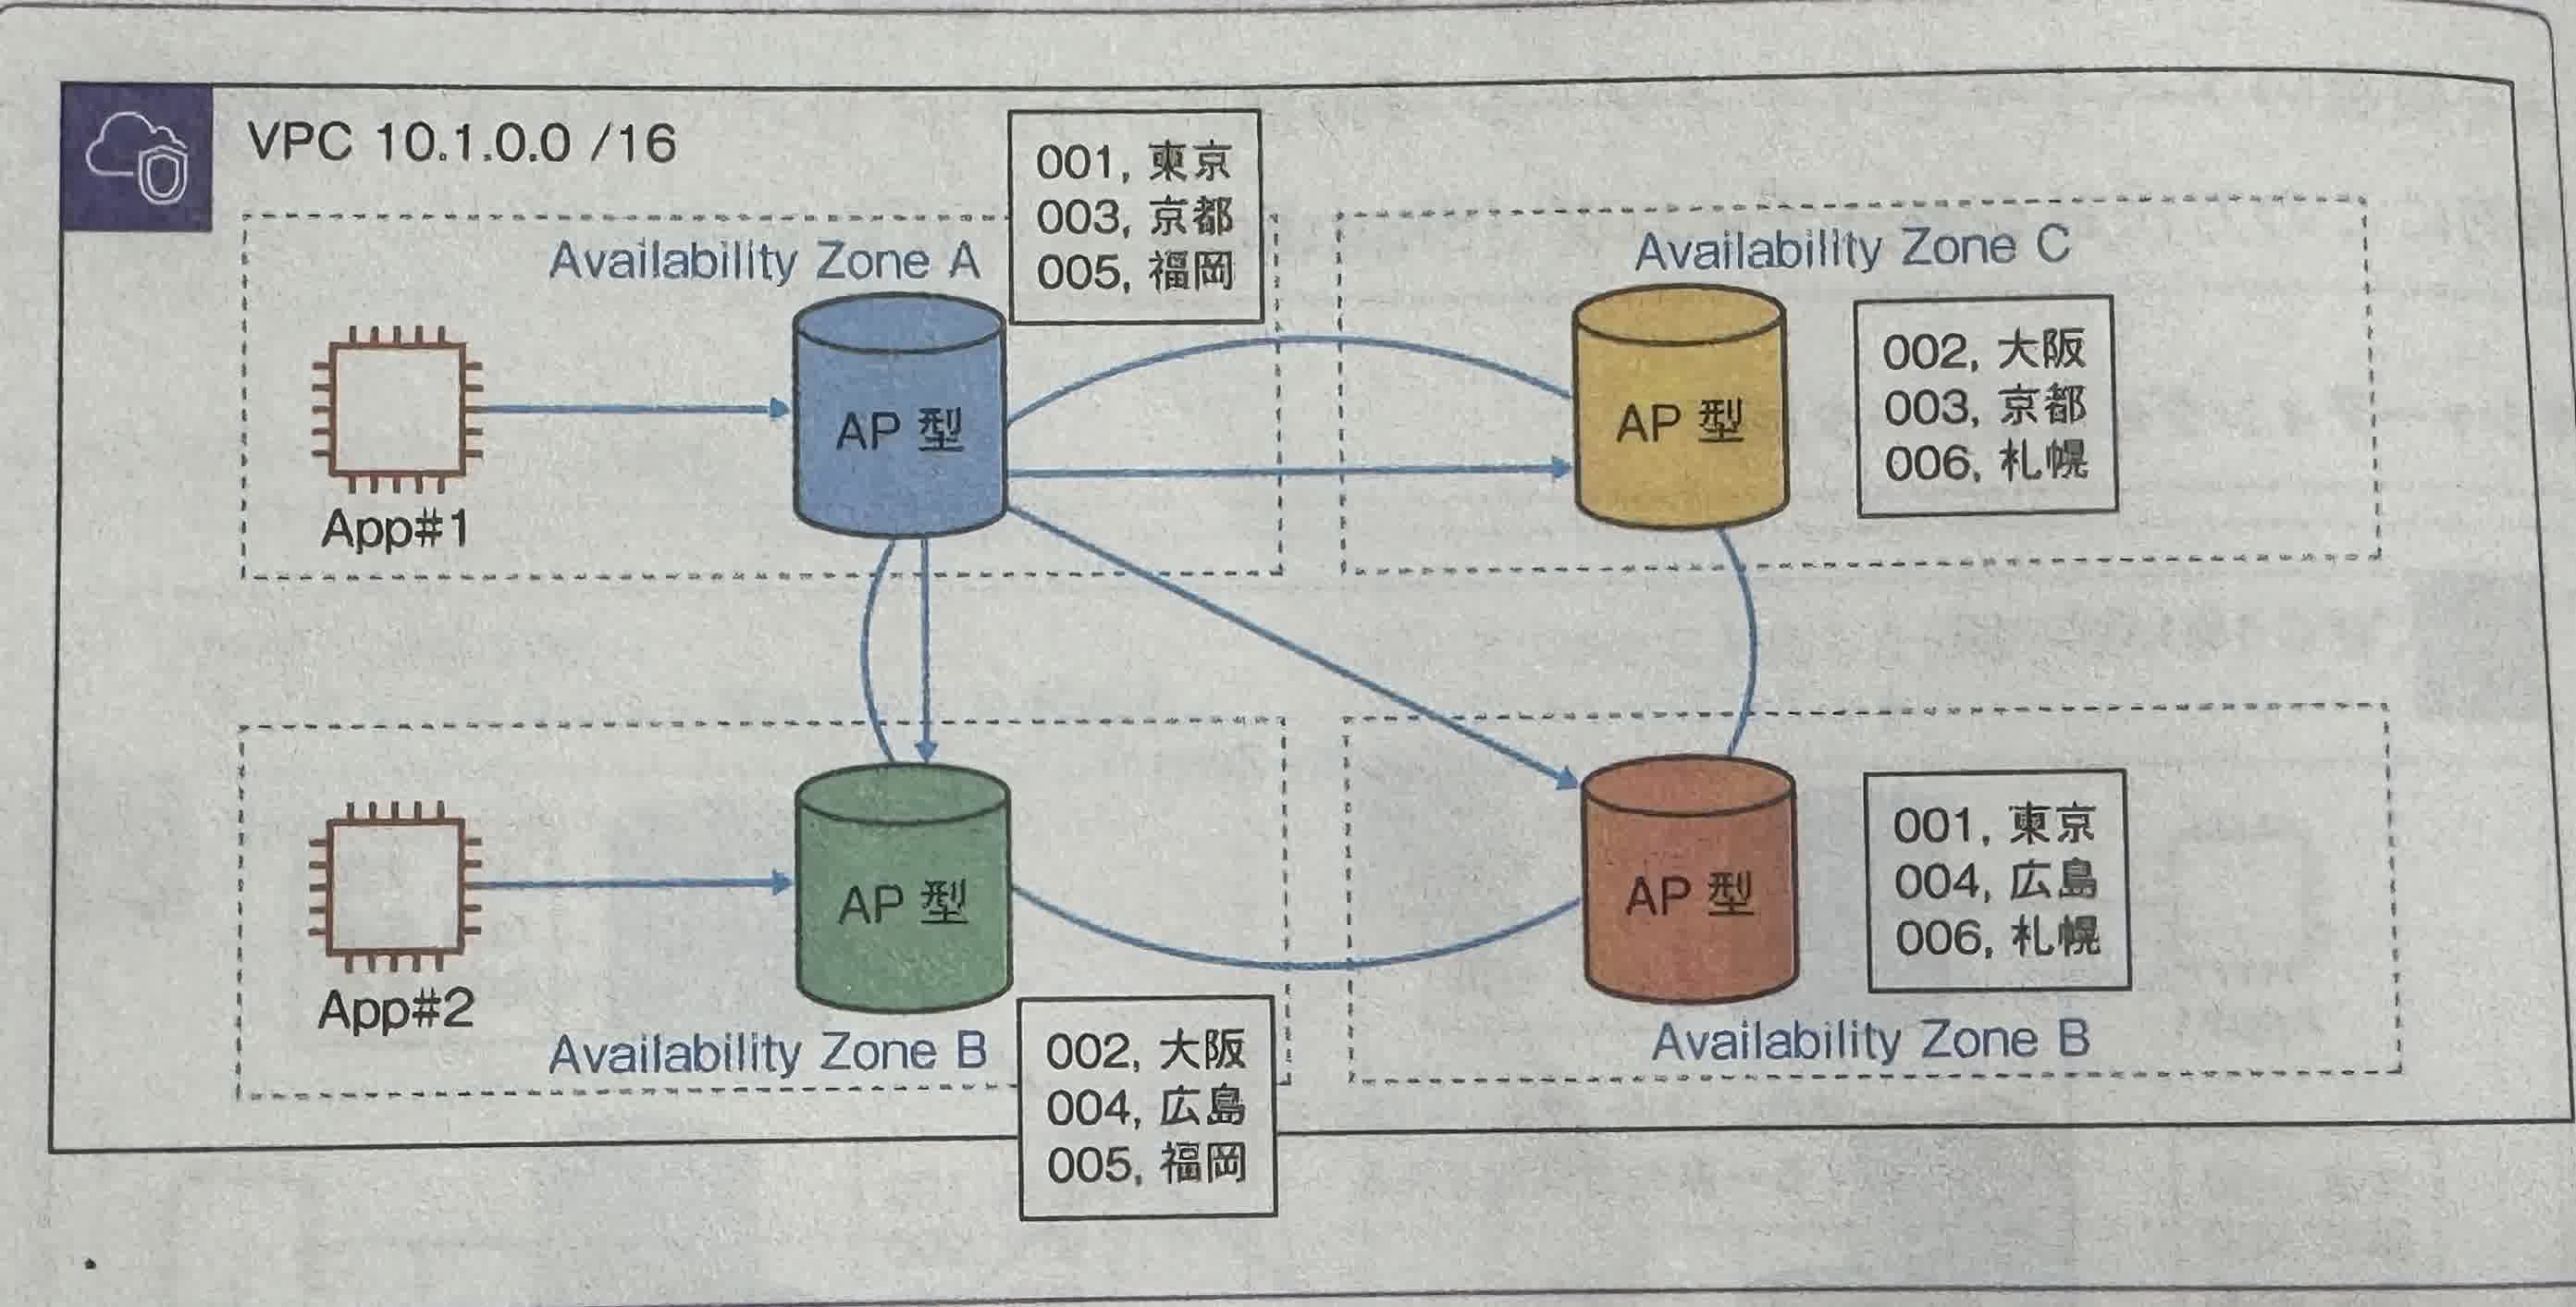 VPC 10.1.0.0 /16
001, 東京
003, 京都
005, 福岡
Availability Zone A
AP 型
App#1
Availability Zone C
AP 型
002, 大阪
003, 京都
006, 札幌
AP 型
App#2
Availability Zone B
002, 大阪
004, 広島
005, 福岡
AP 型
001, 東京
004, 広島
006, 札幌
Availability Zone B